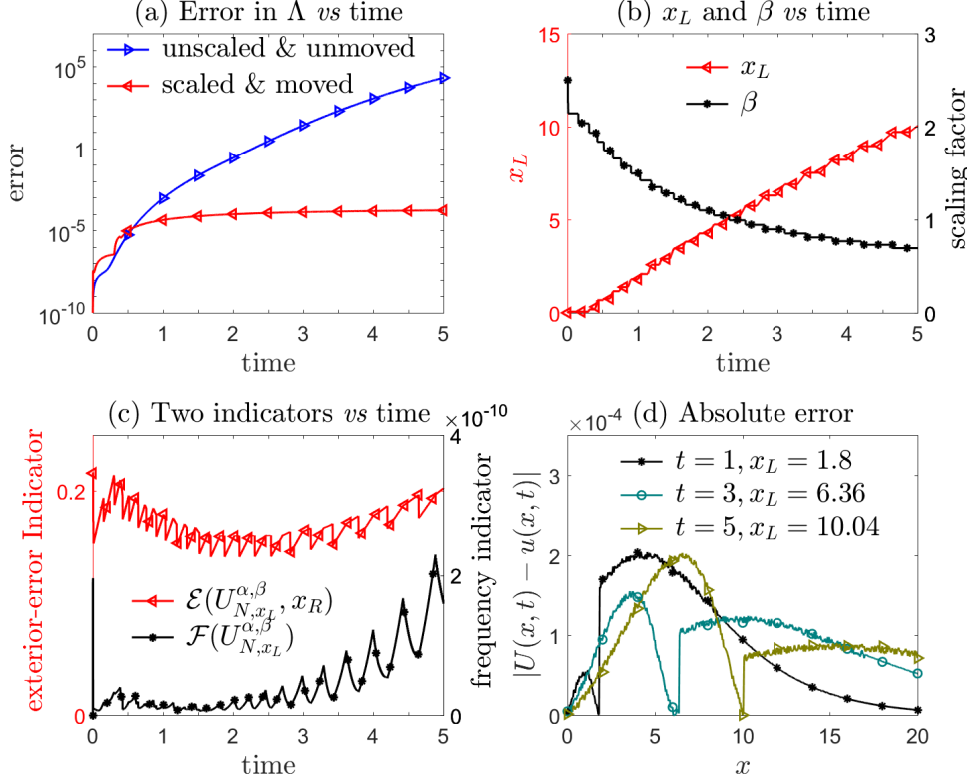 (a) Error in Λ vs time
unscaled & unmoved
scaled & moved
10^5
1
10^-5
10^-10
error
0 1 2 3 4 5
time
(b) x_L and β vs time
x_L
β
15
10
5
0
x_L
3
2
1
0
scaling factor
0 1 2 3 4 5
time
(c) Two indicators vs time
×10^-10
0.2
0
exterior-error Indicator
4
2
0
frequency indicator
ℰ(U^{α,β}_{N,x_L}, x_R)
ℱ(U^{α,β}_{N,x_L})
0 1 2 3 4 5
time
(d) Absolute error
×10^-4
t = 1, x_L = 1.8
t = 3, x_L = 6.36
t = 5, x_L = 10.04
3
2
1
0
|U(x, t) − u(x, t)|
0 5 10 15 20
x